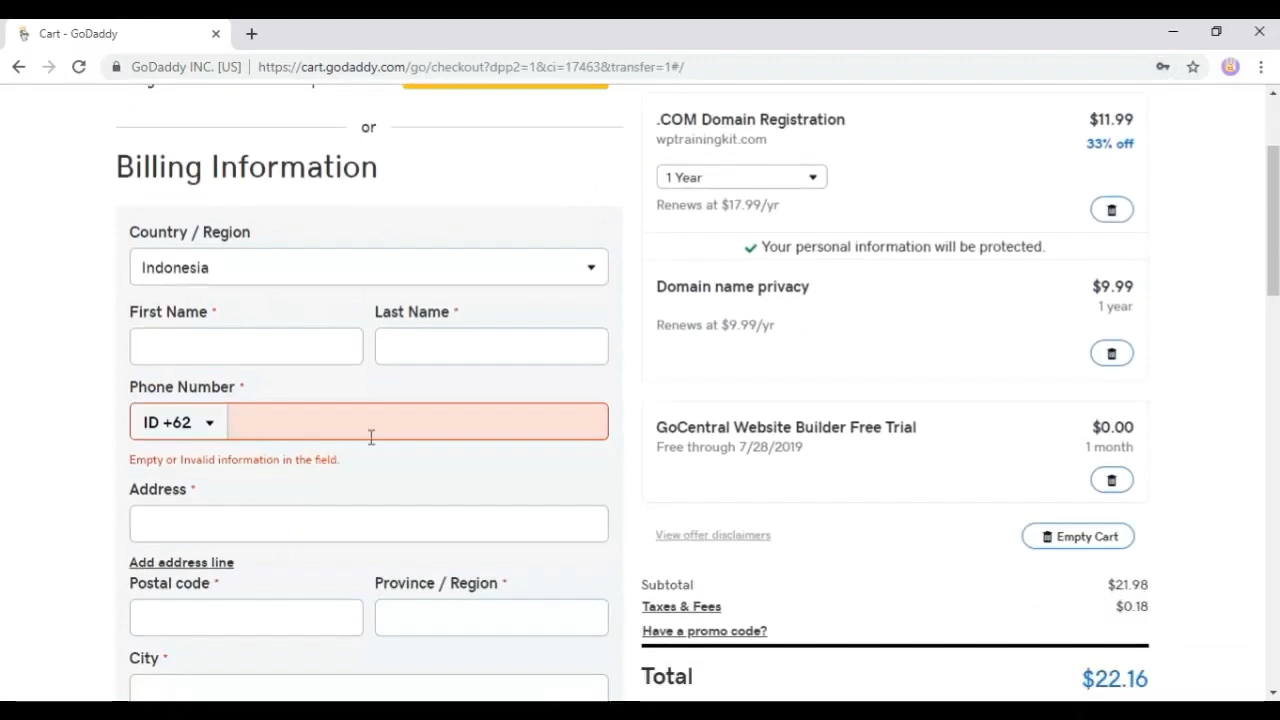 Cart - GoDaddy
GoDaddy INC. [US] | https://cart.godaddy.com/go/checkout?dpp2=1&ci=17463&transfer=1#/
or
Billing Information
Country / Region
Indonesia
First Name *
Last Name *
Phone Number *
ID +62
Empty or Invalid information in the field.
Address *
Add address line
Postal code *
Province / Region *
City *
.COM Domain Registration
$11.99
wptrainingkit.com
33% off
1 Year
Renews at $17.99/yr
Your personal information will be protected.
Domain name privacy
$9.99
1 year
Renews at $9.99/yr
GoCentral Website Builder Free Trial
$0.00
Free through 7/28/2019
1 month
View offer disclaimers
Empty Cart
Subtotal
$21.98
Taxes & Fees
$0.18
Have a promo code?
Total
$22.16